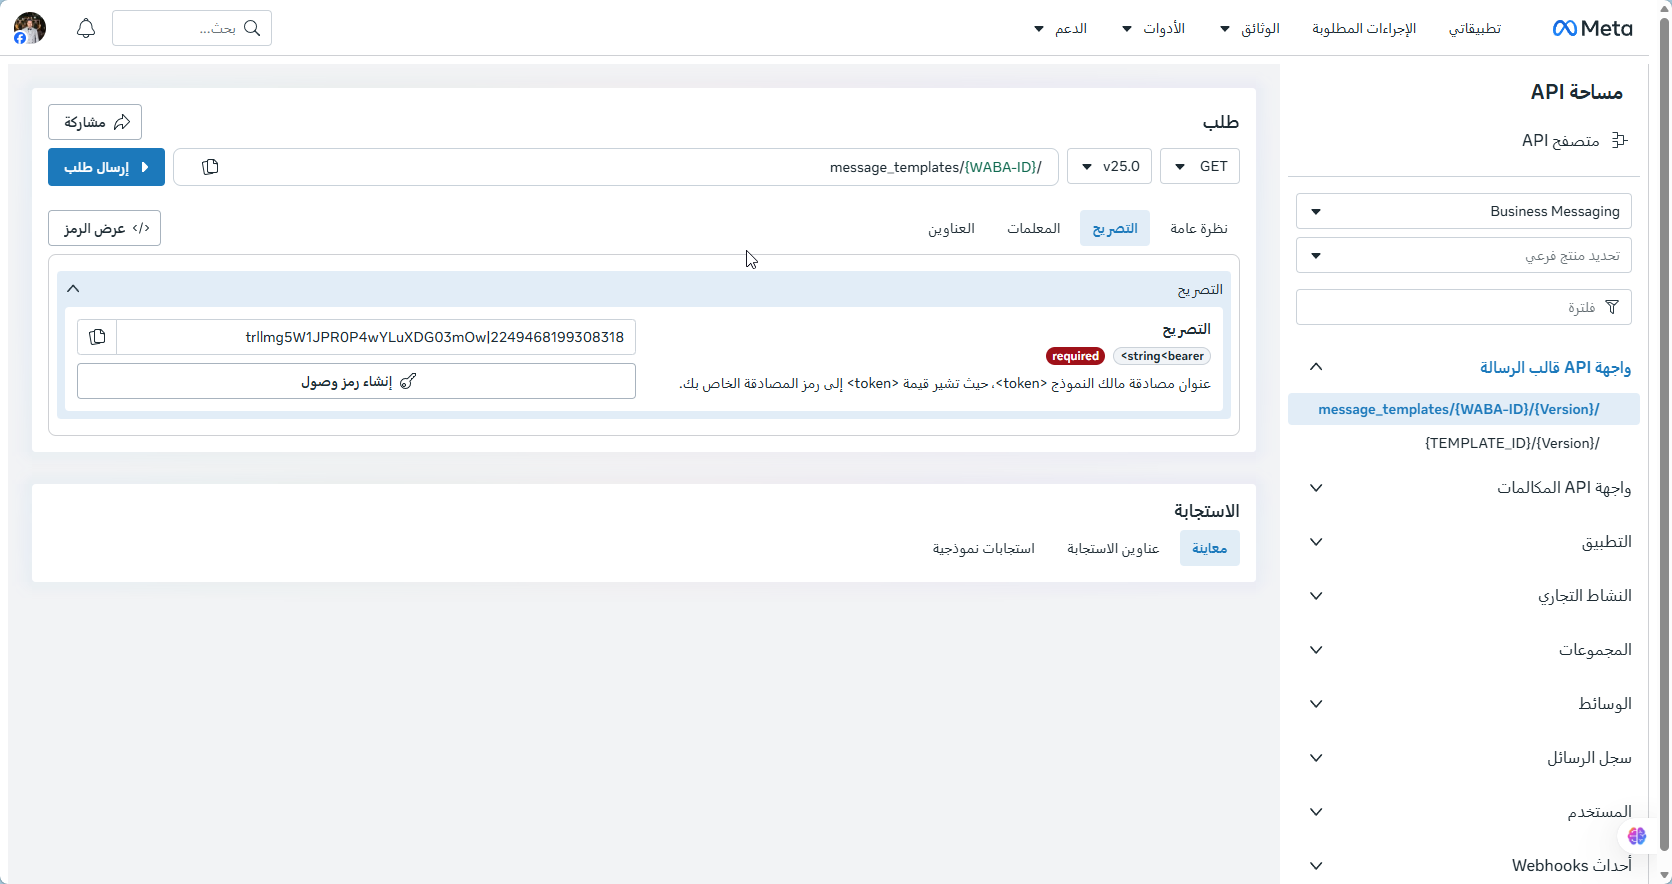 Meta
تطبيقاتي
الإجراءات المطلوبة
الوثائق
الأدوات
الدعم
بحث...
مساحة API
متصفح API
Business Messaging
تحديد منتج فرعي
فلترة
واجهة API قالب الرسالة
message_templates/{WABA-ID}/{Version}/
{TEMPLATE_ID}/{Version}/
واجهة API المكالمات
التطبيق
النشاط التجاري
المجموعات
الوسائط
سجل الرسائل
المستخدم
أحداث Webhooks
طلب
مشاركة
GET
v25.0
message_templates/{WABA-ID}/
إرسال طلب
نظرة عامة
التصريح
المعلمات
العناوين
عرض الرمز </>
التصريح
التصريح
<string<bearer
required
عنوان مصادقة مالك النموذج <token>، حيث تشير قيمة <token> إلى رمز المصادقة الخاص بك.
trllmg5W1JPR0P4wYLuXDG03mOw|2249468199308318
إنشاء رمز وصول
الاستجابة
معاينة
عناوين الاستجابة
استجابات نموذجية